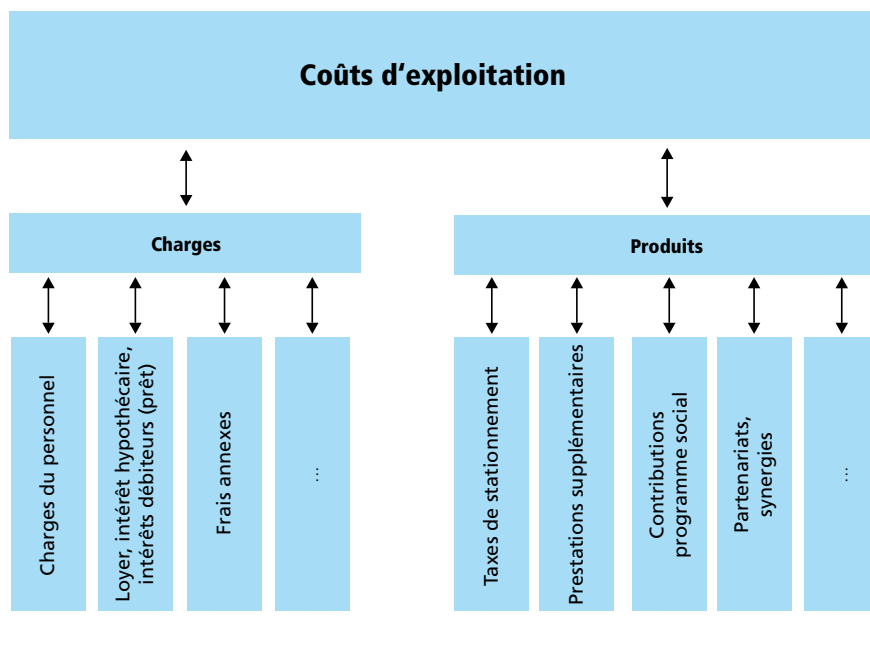 Coûts d‘exploitation
Charges
Produits
Charges du personnel
Loyer, intérêt hypothécaire,
intérêts débiteurs (prêt)
Frais annexes
...
Taxes de stationnement
Prestations supplémentaires
Contributions
programme social
Partenariats,
synergies
...